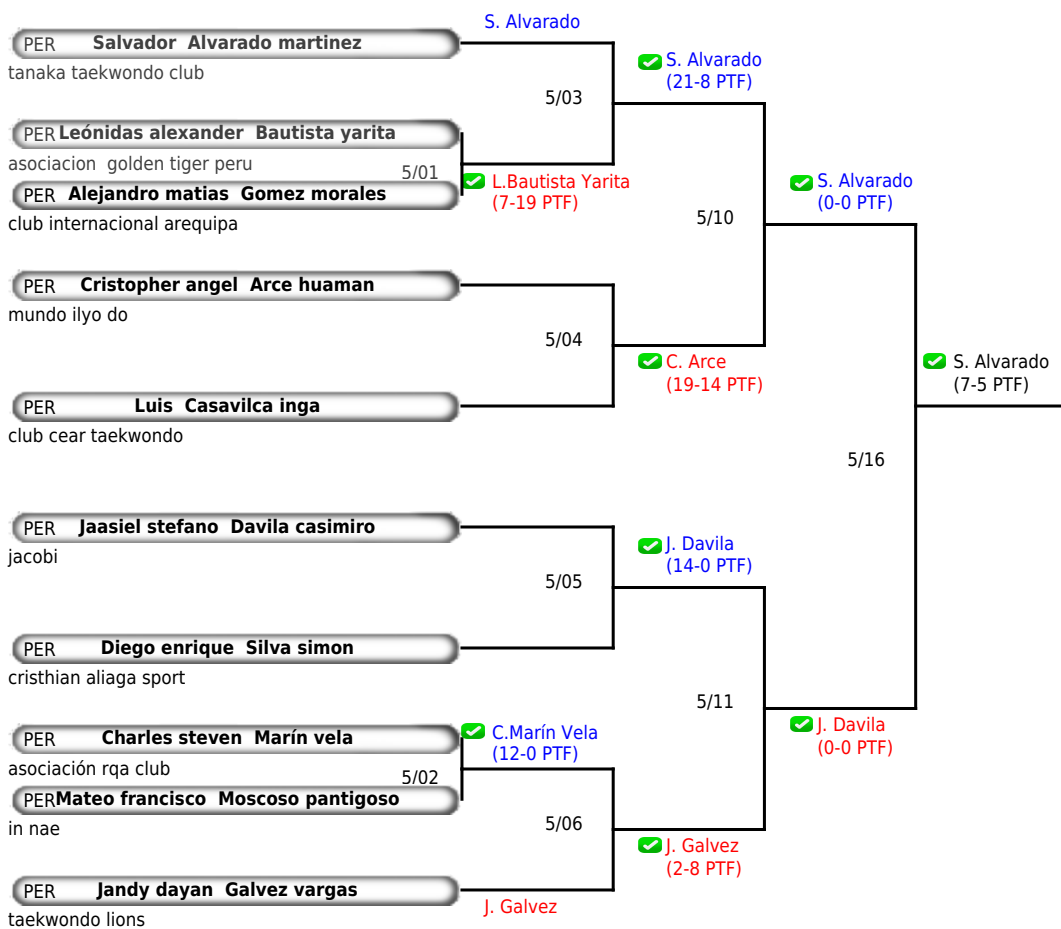 S. Alvarado
PER Salvador Alvarado martinez
tanaka taekwondo club
S. Alvarado
(21-8 PTF)
5/03
PER Leónidas alexander Bautista yarita
asociacion golden tiger peru
5/01
L.Bautista Yarita
(7-19 PTF)
PER Alejandro matias Gomez morales
club internacional arequipa
S. Alvarado
(0-0 PTF)
5/10
PER Cristopher angel Arce huaman
mundo ilyo do
5/04
C. Arce
(19-14 PTF)
S. Alvarado
(7-5 PTF)
PER Luis Casavilca inga
club cear taekwondo
5/16
PER Jaasiel stefano Davila casimiro
jacobi
J. Davila
(14-0 PTF)
5/05
PER Diego enrique Silva simon
cristhian aliaga sport
5/11
PER Charles steven Marín vela
asociación rqa club
C.Marín Vela
(12-0 PTF)
J. Davila
(0-0 PTF)
5/02
PER Mateo francisco Moscoso pantigoso
in nae
5/06
J. Galvez
(2-8 PTF)
PER Jandy dayan Galvez vargas
taekwondo lions
J. Galvez